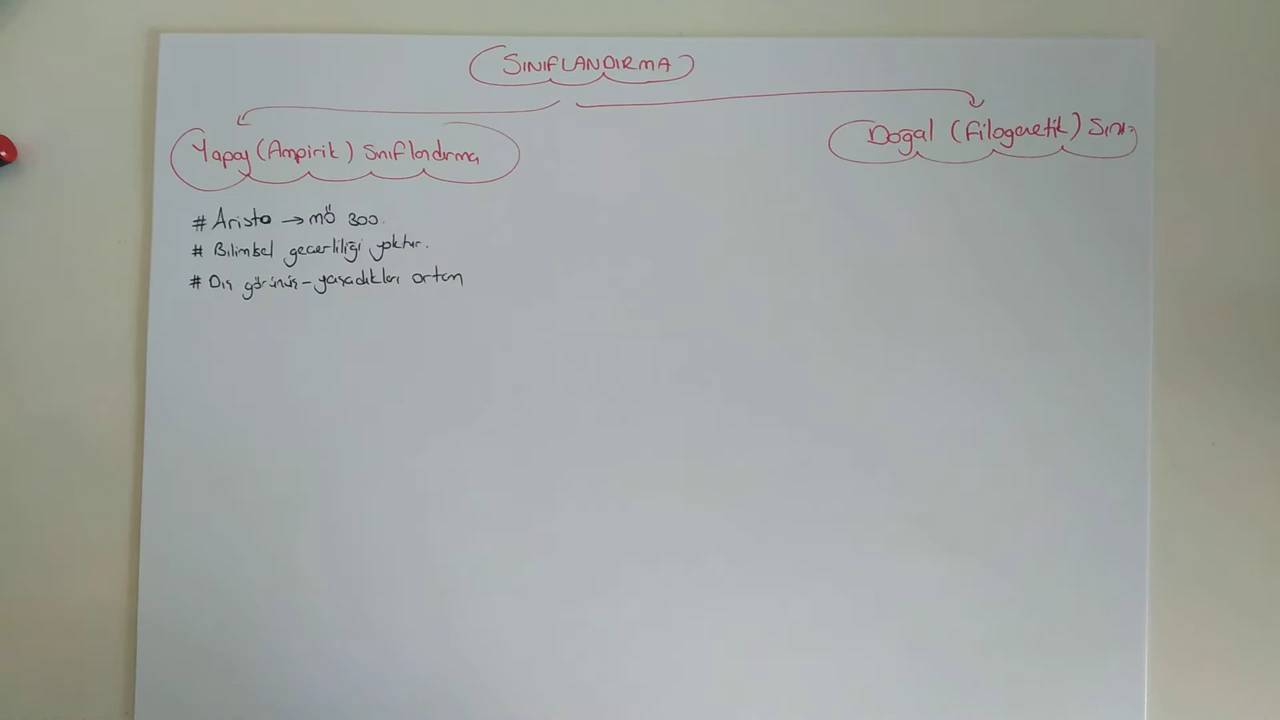 SINIFLANDIRMA
Yapay (Ampirik) Sınıflandırma
Doğal (Filogenetik) Sını
# Aristo → mö 300.
# Bilimsel geçerliliği yoktur.
# Dış görünüş - yaşadıkları ortam